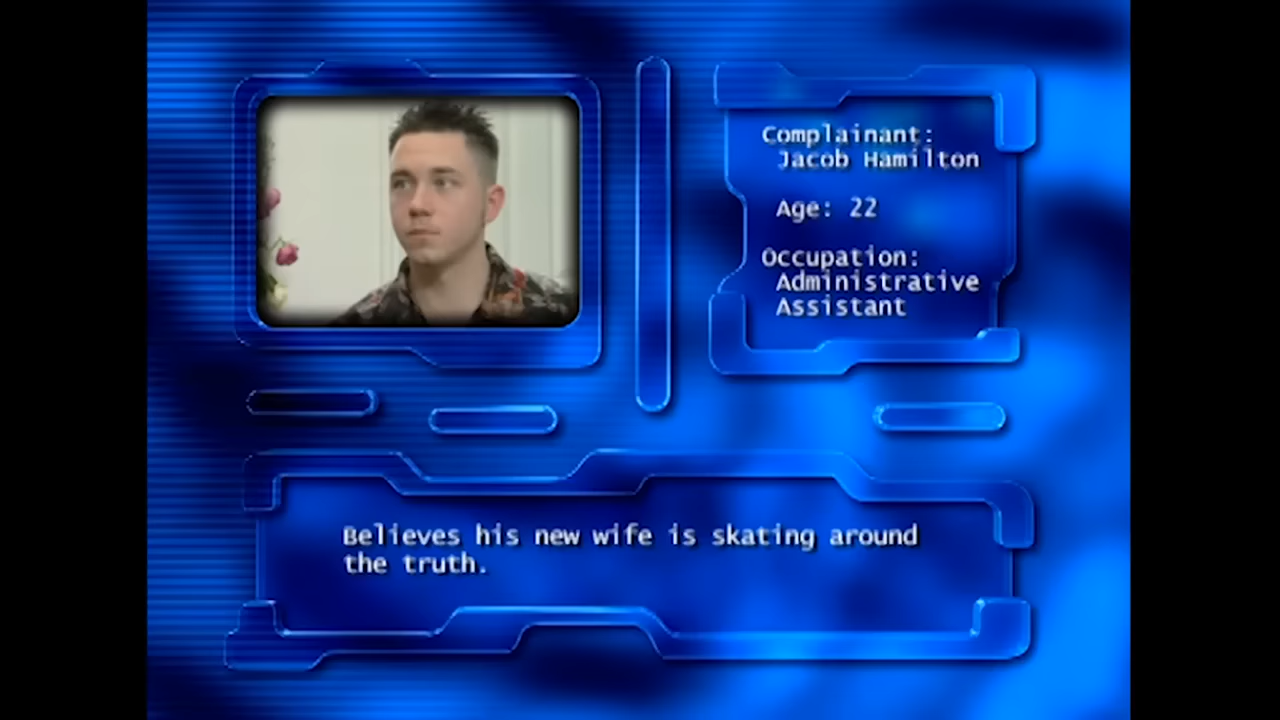 Complainant:
Jacob Hamilton
Age: 22
Occupation:
Administrative
Assistant
Believes his new wife is skating around
the truth.